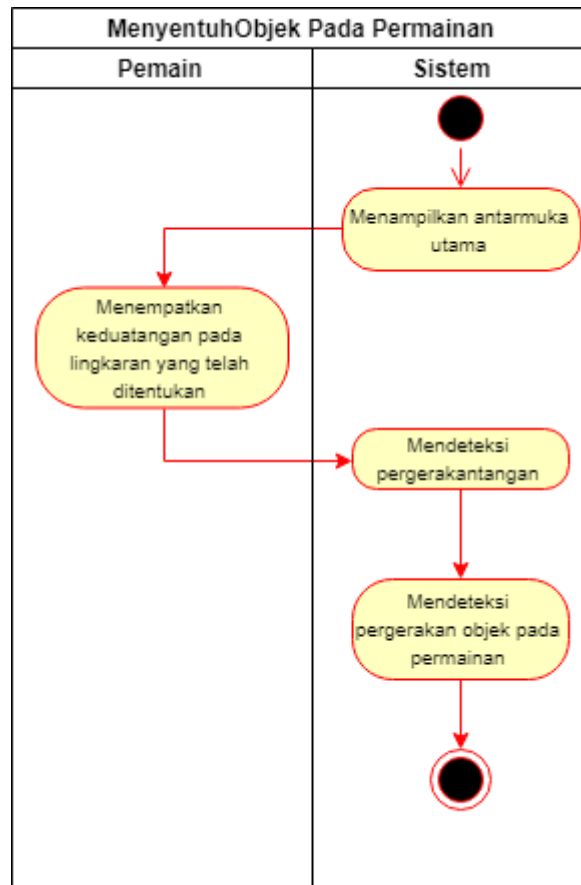 MenyentuhObjek Pada Permainan
Pemain
Sistem
Menampilkan antarmuka
utama
Menempatkan
keduatangan pada
lingkaran yang telah
ditentukan
Mendeteksi
pergerakantangan
Mendeteksi
pergerakan objek pada
permainan